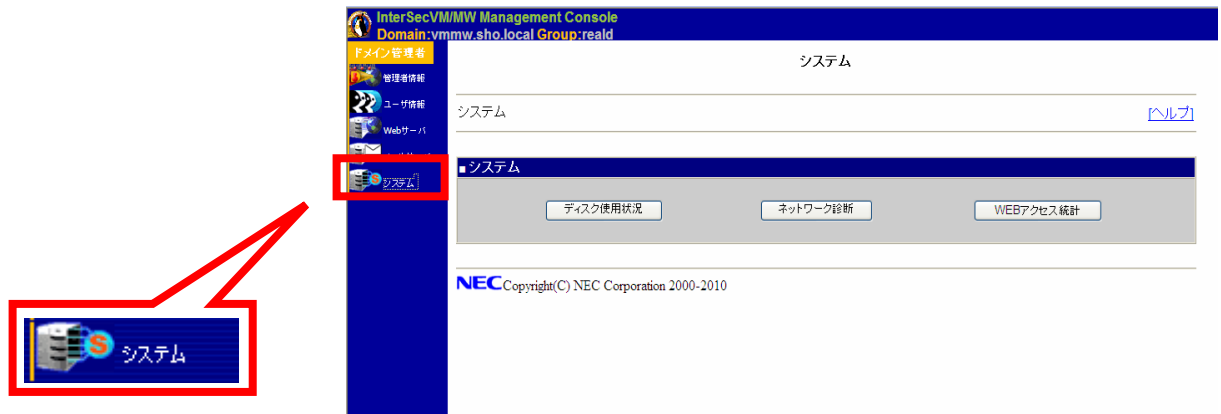 InterSecVM/MW Management Console
Domain:vmmw.sho.local Group:reald
ドメイン管理者
管理者情報
ユーザ情報
Webサーバ
システム
システム
システム
[ヘルプ]
■システム
ディスク使用状況
ネットワーク診断
WEBアクセス統計
NEC Copyright(C) NEC Corporation 2000-2010
S システム